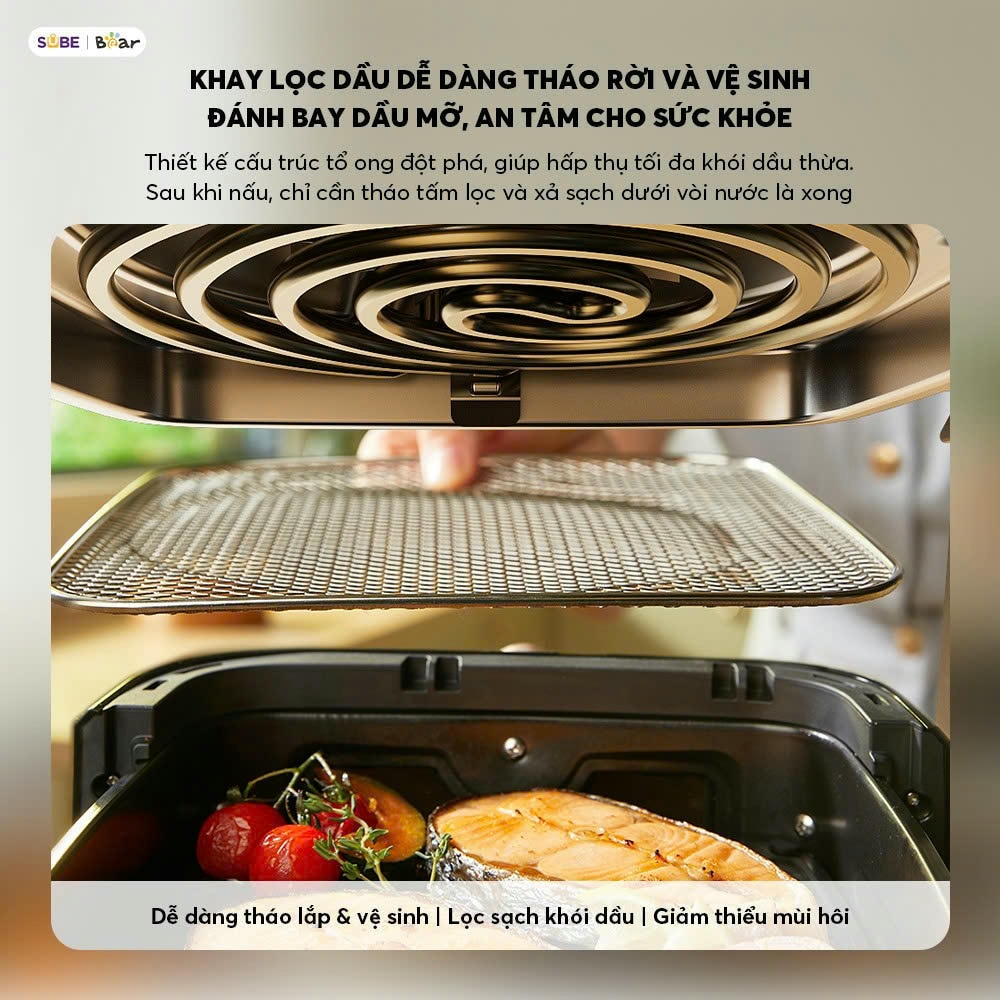 SUBE | Bear
KHAY LỌC DẦU DỄ DÀNG THÁO RỜI VÀ VỆ SINH
ĐÁNH BAY DẦU MỠ, AN TÂM CHO SỨC KHỎE
Thiết kế cấu trúc tổ ong đột phá, giúp hấp thụ tối đa khói dầu thừa.
Sau khi nấu, chỉ cần tháo tấm lọc và xả sạch dưới vòi nước là xong
Dễ dàng tháo lắp & vệ sinh | Lọc sạch khói dầu | Giảm thiểu mùi hôi